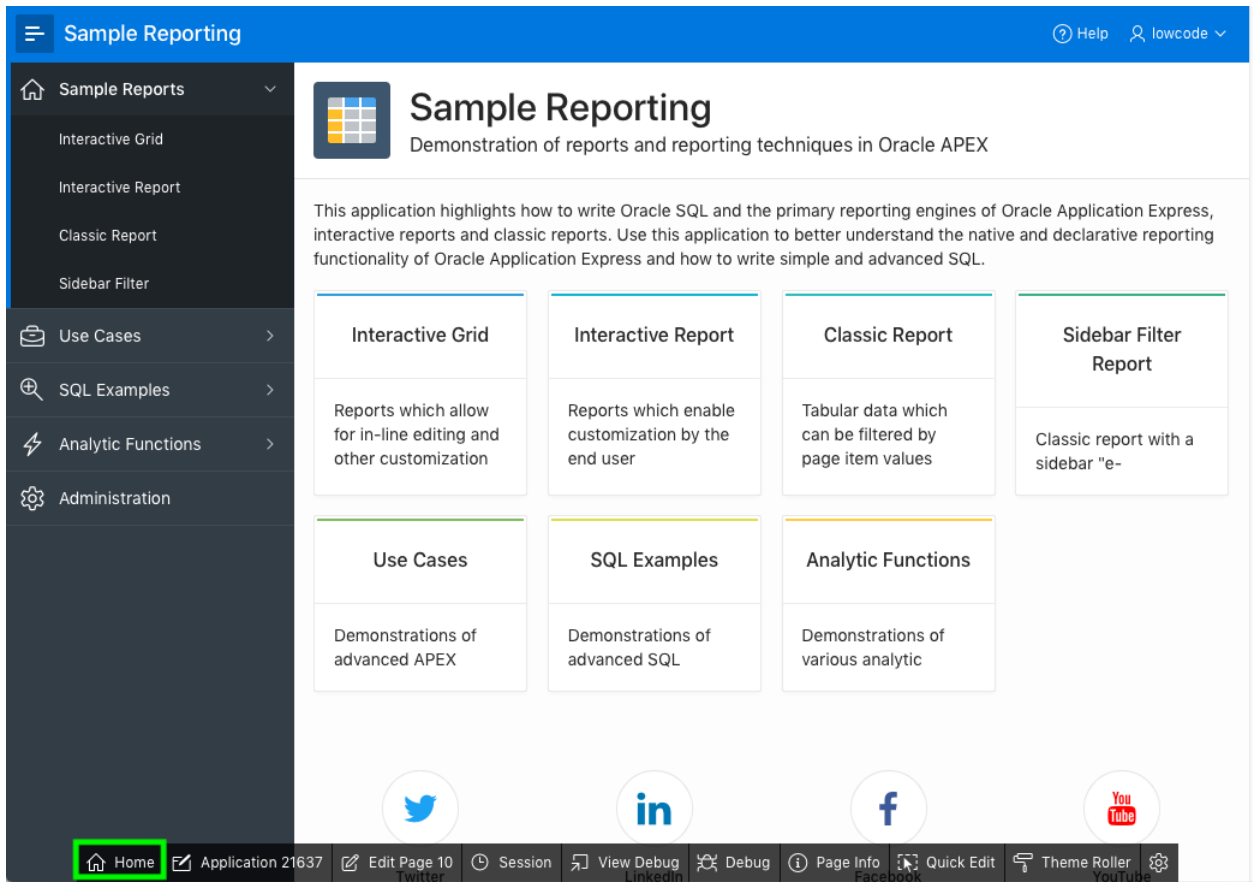 Sample Reporting
Help
lowcode
Sample Reports
Interactive Grid
Interactive Report
Classic Report
Sidebar Filter
Use Cases
SQL Examples
Analytic Functions
Administration
Sample Reporting
Demonstration of reports and reporting techniques in Oracle APEX
This application highlights how to write Oracle SQL and the primary reporting engines of Oracle Application Express,
interactive reports and classic reports. Use this application to better understand the native and declarative reporting
functionality of Oracle Application Express and how to write simple and advanced SQL.
Interactive Grid
Reports which allow
for in-line editing and
other customization
Interactive Report
Reports which enable
customization by the
end user
Classic Report
Tabular data which
can be filtered by
page item values
Sidebar Filter
Report
Classic report with a
sidebar "e-
Use Cases
Demonstrations of
advanced APEX
SQL Examples
Demonstrations of
advanced SQL
Analytic Functions
Demonstrations of
various analytic
in
f
You
Tube
Twitter
LinkedIn
Facebook
YouTube
Home
Application 21637
Edit Page 10
Session
View Debug
Debug
Page Info
Quick Edit
Theme Roller